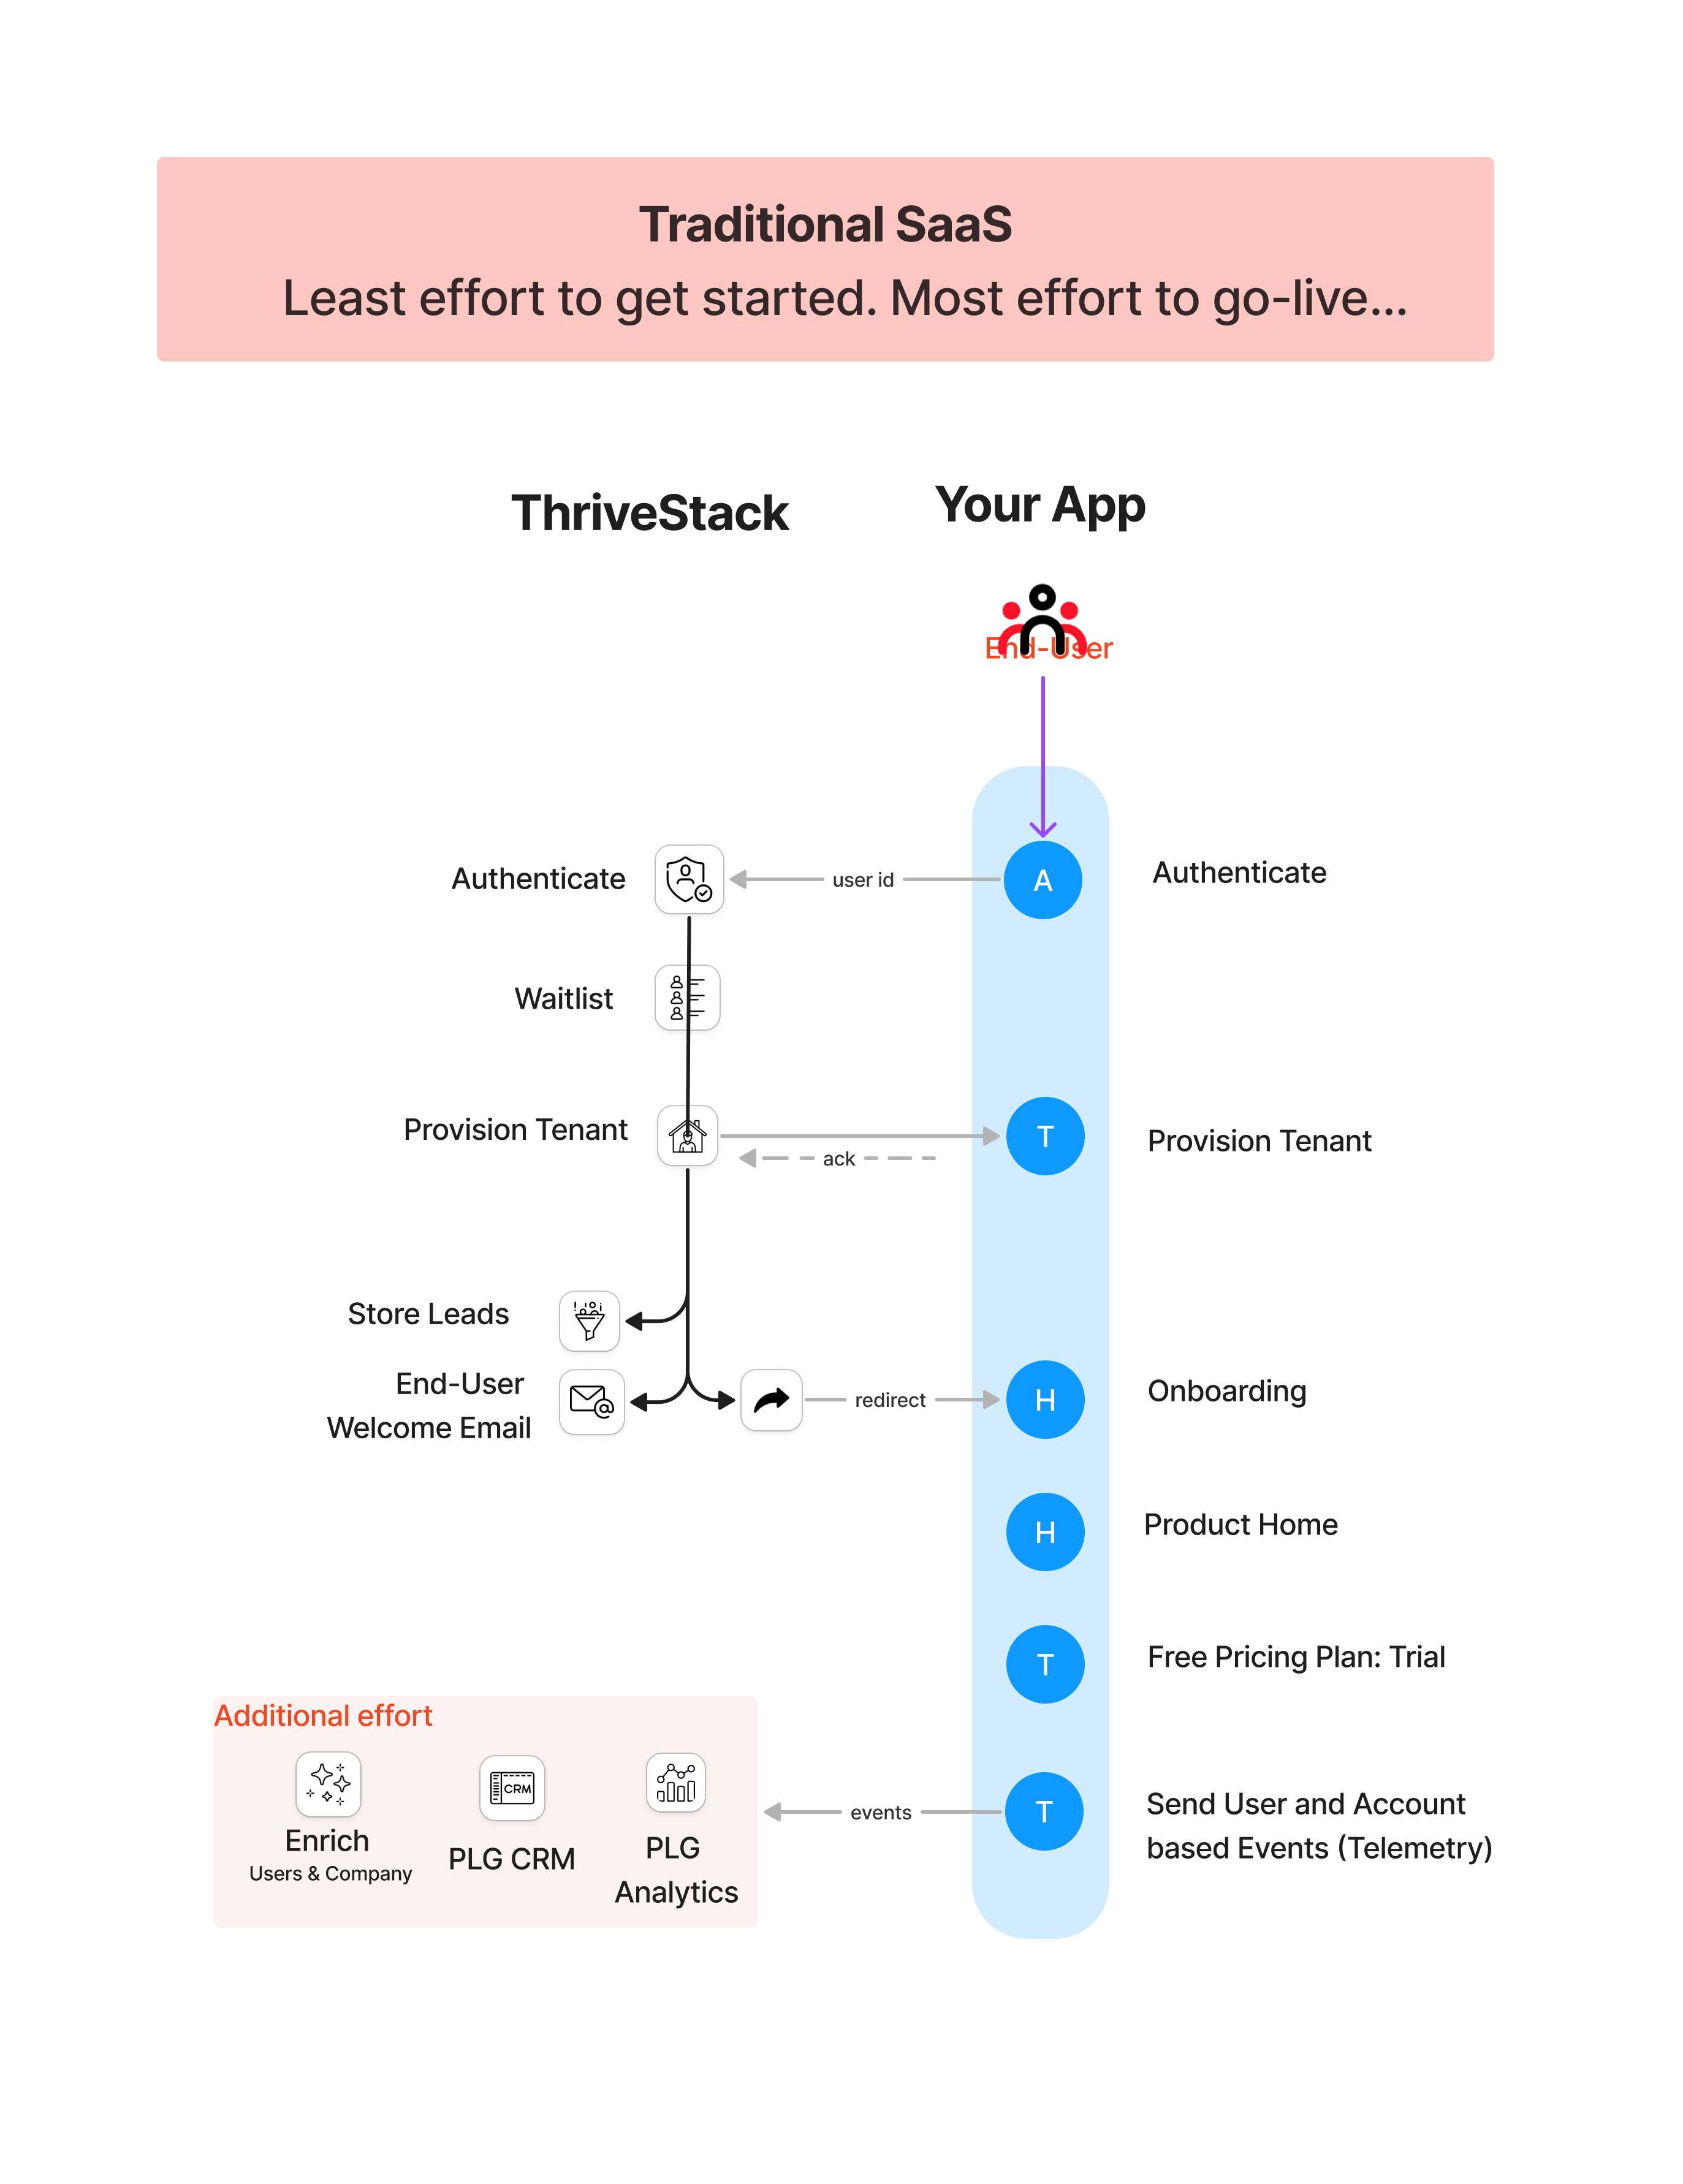 Traditional SaaS
Least effort to get started. Most effort to go-live...
ThriveStack
Your App
End-User
Authenticate
user id
A
Authenticate
Waitlist
Provision Tenant
T
Provision Tenant
ack
Store Leads
End-User
Welcome Email
redirect
H
Onboarding
H
Product Home
T
Free Pricing Plan: Trial
Additional effort
CRM
Enrich
Users & Company
PLG CRM
PLG
Analytics
events
T
Send User and Account
based Events (Telemetry)